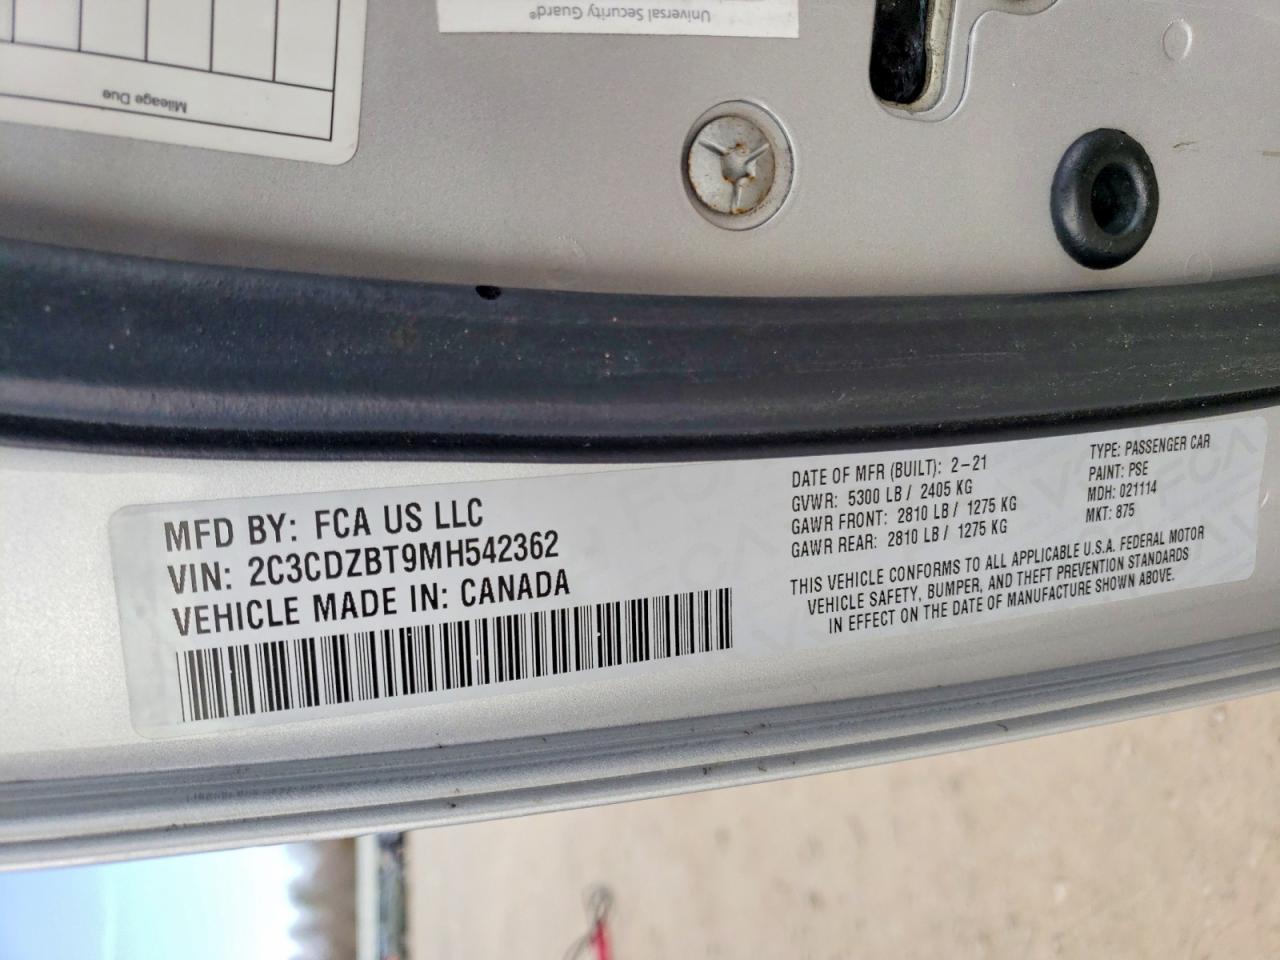 Universal Security Guard®
Mileage Due
MFD BY: FCA US LLC
VIN: 2C3CDZBT9MH542362
VEHICLE MADE IN: CANADA
DATE OF MFR (BUILT): 2-21
GVWR: 5300 LB / 2405 KG
GAWR FRONT: 2810 LB / 1275 KG
GAWR REAR: 2810 LB / 1275 KG
TYPE: PASSENGER CAR
PAINT: PSE
MDH: 021114
MKT: 875
THIS VEHICLE CONFORMS TO ALL APPLICABLE U.S.A. FEDERAL MOTOR
VEHICLE SAFETY, BUMPER, AND THEFT PREVENTION STANDARDS
IN EFFECT ON THE DATE OF MANUFACTURE SHOWN ABOVE.